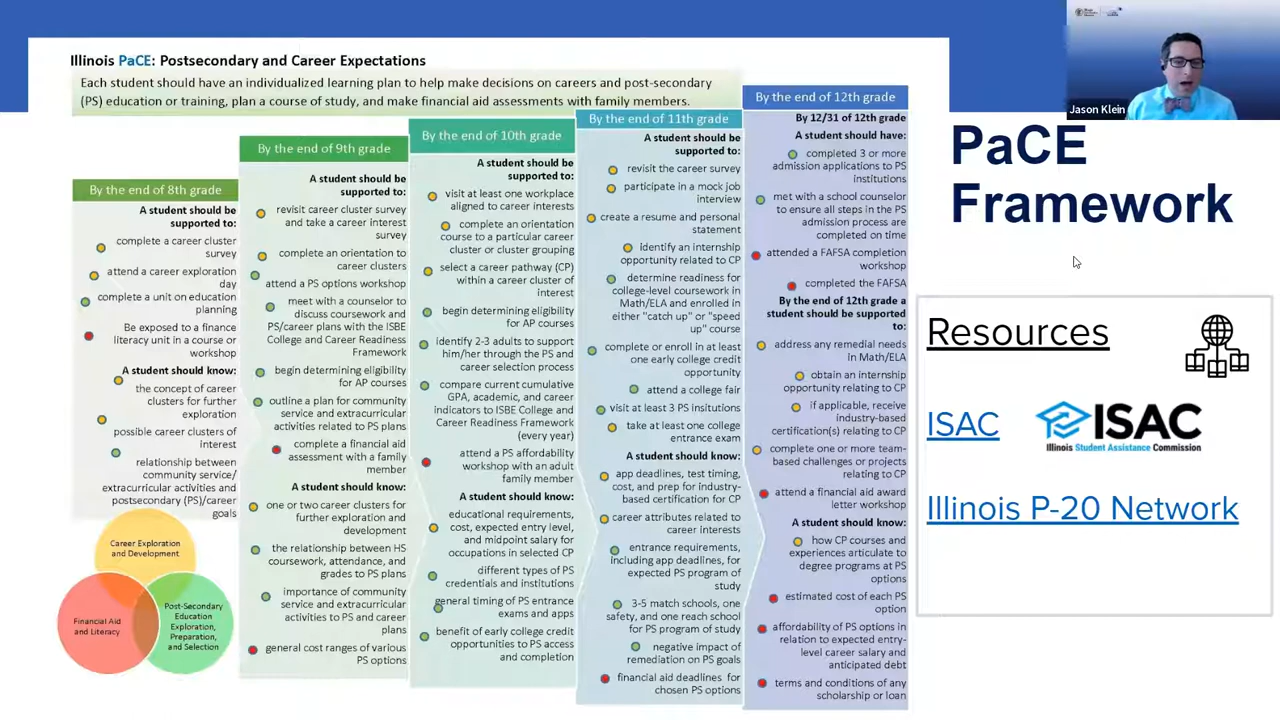 Illinois PaCE: Postsecondary and Career Expectations
Each student should have an individualized learning plan to help make decisions on careers and post-secondary
(PS) education or training, plan a course of study, and make financial aid assessments with family members.
By the end of 8th grade
A student should be
supported to:
complete a career cluster
survey
attend a career exploration
day
complete a unit on education
planning
Be exposed to a finance
literacy unit in a course or
workshop
A student should know:
the concept of career
clusters for further
exploration
possible career clusters of
interest
relationship between
community service/
extracurricular activities and
postsecondary (PS)/career
goals
Career Exploration
and Development
Financial Aid
and Literacy
Post-Secondary
Education
Exploration,
Preparation,
and Selection
By the end of 9th grade
A student should be
supported to:
revisit career cluster survey
and take a career interest
survey
complete an orientation to
career clusters
attend a PS options workshop
meet with a counselor to
discuss coursework and
PS/career plans with the ISBE
College and Career Readiness
Framework
begin determining eligibility
for AP courses
outline a plan for community
service and extracurricular
activities related to PS plans
complete a financial aid
assessment with a family
member
A student should know:
one or two career clusters for
further exploration and
development
the relationship between HS
coursework, attendance, and
grades to PS plans
importance of community
service and extracurricular
activities to PS and career
plans
general cost ranges of various
PS options
By the end of 10th grade
A student should be
supported to:
visit at least one workplace
aligned to career interests
complete an orientation
course to a particular career
cluster or cluster grouping
select a career pathway (CP)
within a career cluster of
interest
begin determining eligibility
for AP courses
identify 2-3 adults to support
him/her through the PS and
career selection process
compare current cumulative
GPA, academic, and career
indicators to ISBE College and
Career Readiness Framework
(every year)
attend a PS affordability
workshop with an adult
family member
A student should know:
educational requirements,
cost, expected entry level,
and midpoint salary for
occupations in selected CP
different types of PS
credentials and institutions
general timing of PS entrance
exams and apps
benefit of early college credit
opportunities to PS access
and completion
By the end of 11th grade
A student should be
supported to:
revisit the career survey
participate in a mock job
interview
create a resume and personal
statement
identify an internship
opportunity related to CP
determine readiness for
college-level coursework in
Math/ELA and enrolled in
either "catch up" or "speed
up" course
complete or enroll in at least
one early college credit
opportunity
attend a college fair
visit at least 3 PS insitutions
take at least one college
entrance exam
A student should know:
app deadlines, test timing,
cost, and prep for industry-
based certification for CP
career attributes related to
career interests
entrance requirements,
including app deadlines, for
expected PS program of
study
3-5 match schools, one
safety, and one reach school
for PS program of study
negative impact of
remediation on PS goals
financial aid deadlines for
chosen PS options
By the end of 12th grade
By 12/31 of 12th grade
A student should have:
completed 3 or more
admission applications to PS
institutions
met with a school counselor
to ensure all steps in the PS
admission process are
completed on time
attended a FAFSA completion
workshop
completed the FAFSA
By the end of 12th grade a
student should be supported
to:
address any remedial needs
in Math/ELA
obtain an internship
opportunity relating to CP
if applicable, receive
industry-based
certification(s) relating to CP
complete one or more team-
based challenges or projects
relating to CP
attend a financial aid award
letter workshop
A student should know:
how CP courses and
experiences articulate to
degree programs at PS
options
estimated cost of each PS
option
affordability of PS options in
relation to expected entry-
level career salary and
anticipated debt
terms and conditions of any
scholarship or loan
Jason Klein
PaCE
Framework
Resources
ISAC
ISAC
Illinois Student Assistance Commission
Illinois P-20 Network